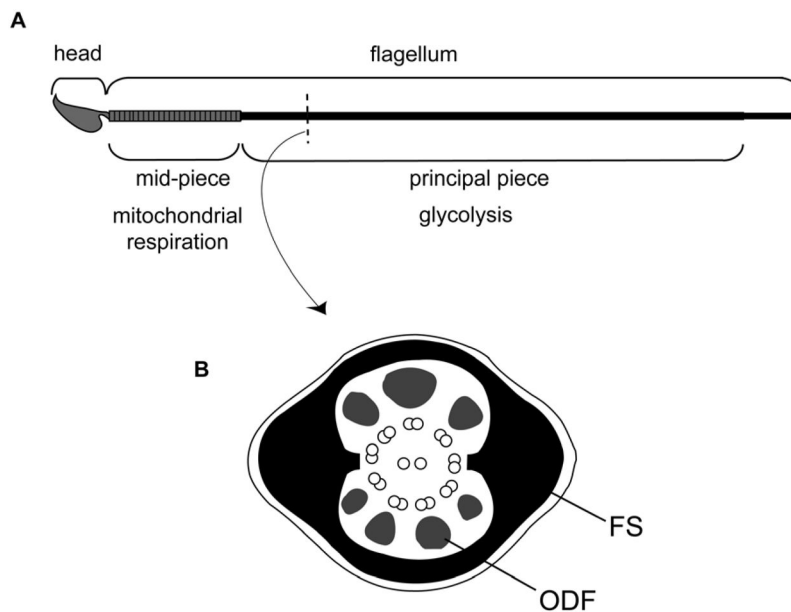 A
head
flagellum
mid-piece
principal piece
mitochondrial
respiration
glycolysis
B
FS
ODF